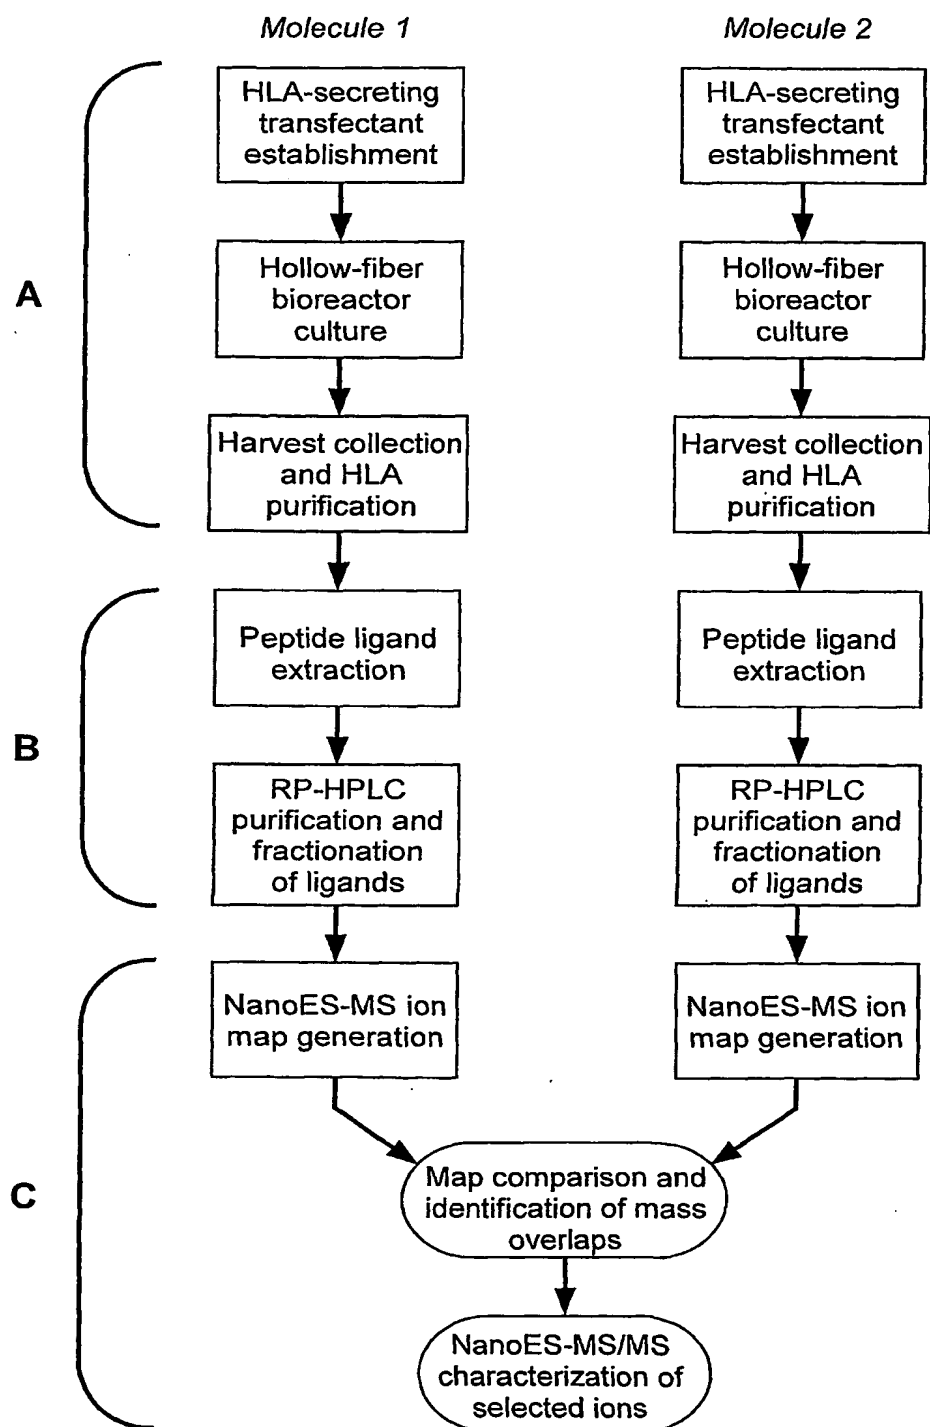 Molecule 1
Molecule 2
HLA-secreting
transfectant
establishment
HLA-secreting
transfectant
establishment
A
Hollow-fiber
bioreactor
culture
Hollow-fiber
bioreactor
culture
Harvest collection
and HLA
purification
Harvest collection
and HLA
purification
B
Peptide ligand
extraction
Peptide ligand
extraction
RP-HPLC
purification and
fractionation
of ligands
RP-HPLC
purification and
fractionation
of ligands
C
NanoES-MS ion
map generation
NanoES-MS ion
map generation
Map comparison and
identification of mass
overlaps
NanoES-MS/MS
characterization of
selected ions